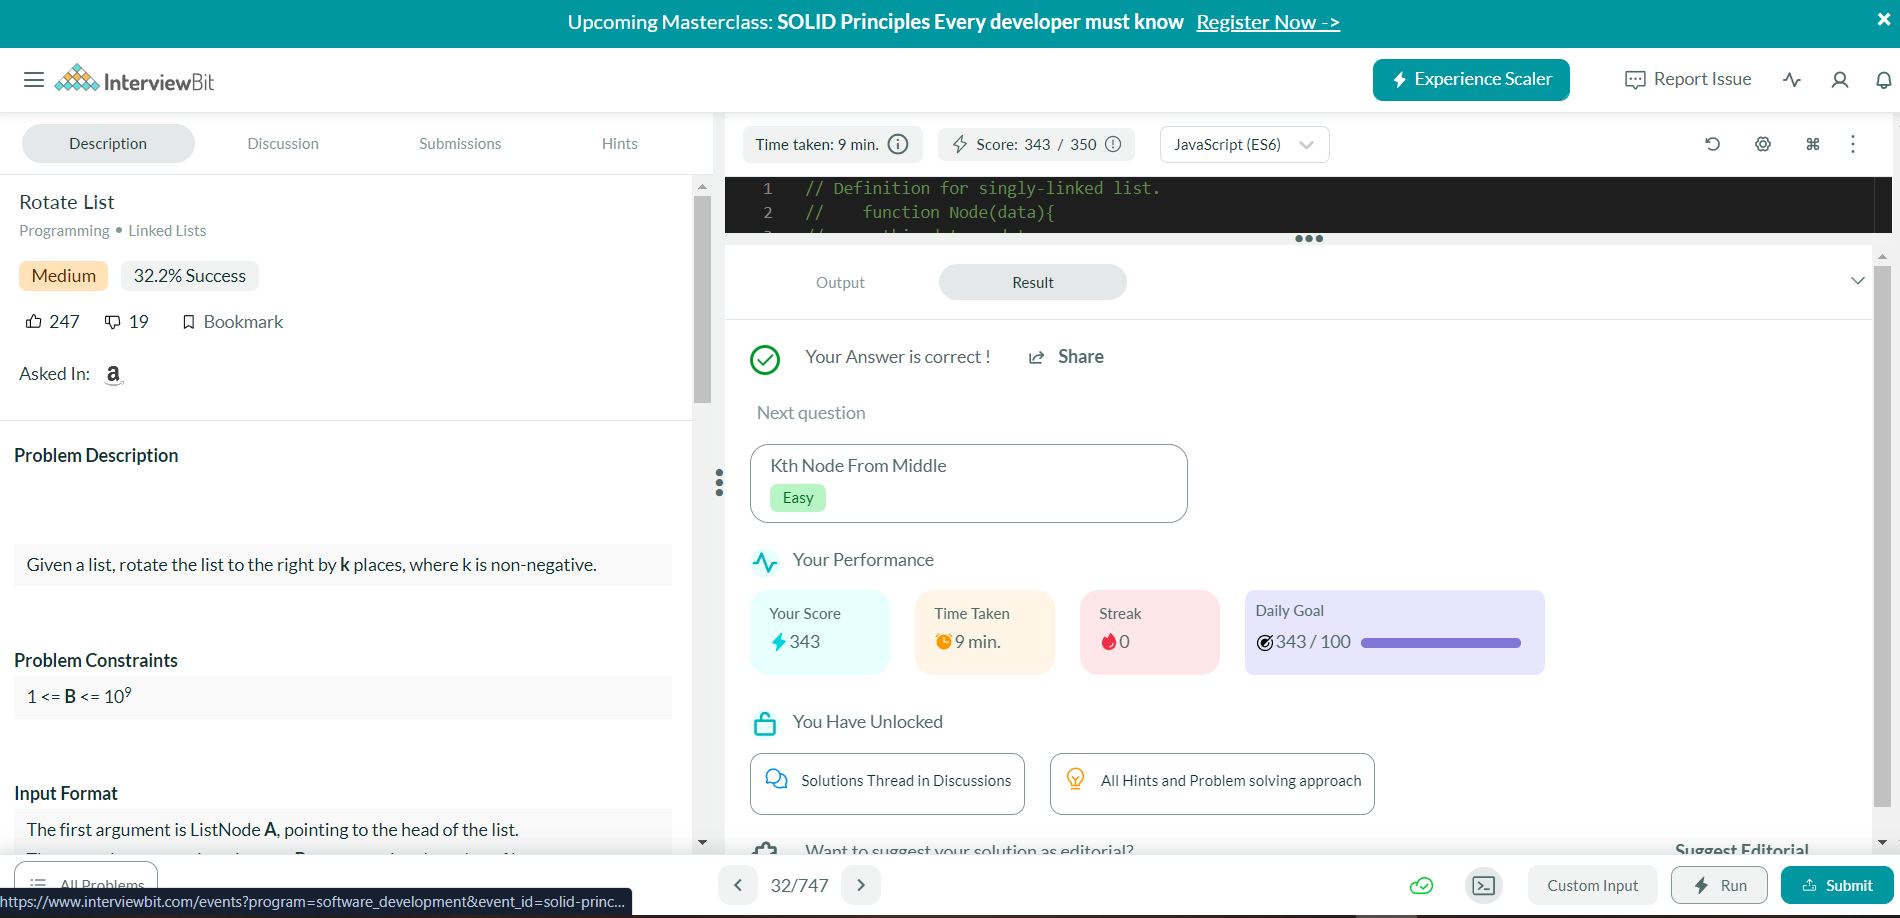 Upcoming Masterclass: SOLID Principles Every developer must know Register Now ->
InterviewBit
Experience Scaler
Report Issue
Description
Discussion
Submissions
Hints
Time taken: 9 min.
Score: 343 / 350
JavaScript (ES6)
1 // Definition for singly-linked list.
2 // function Node(data){
Rotate List
Programming • Linked Lists
Medium
32.2% Success
247
19
Bookmark
Asked In:
Problem Description
Given a list, rotate the list to the right by k places, where k is non-negative.
Problem Constraints
1 <= B <= 10⁹
Input Format
The first argument is ListNode A, pointing to the head of the list.
All Problems
https://www.interviewbit.com/events?program=software_development&event_id=solid-princ...
Output
Result
Your Answer is correct !
Share
Next question
Kth Node From Middle
Easy
Your Performance
Your Score
343
Time Taken
9 min.
Streak
0
Daily Goal
343 / 100
You Have Unlocked
Solutions Thread in Discussions
All Hints and Problem solving approach
Want to suggest your solution as editorial?
Suggest Editorial
32/747
Custom Input
Run
Submit